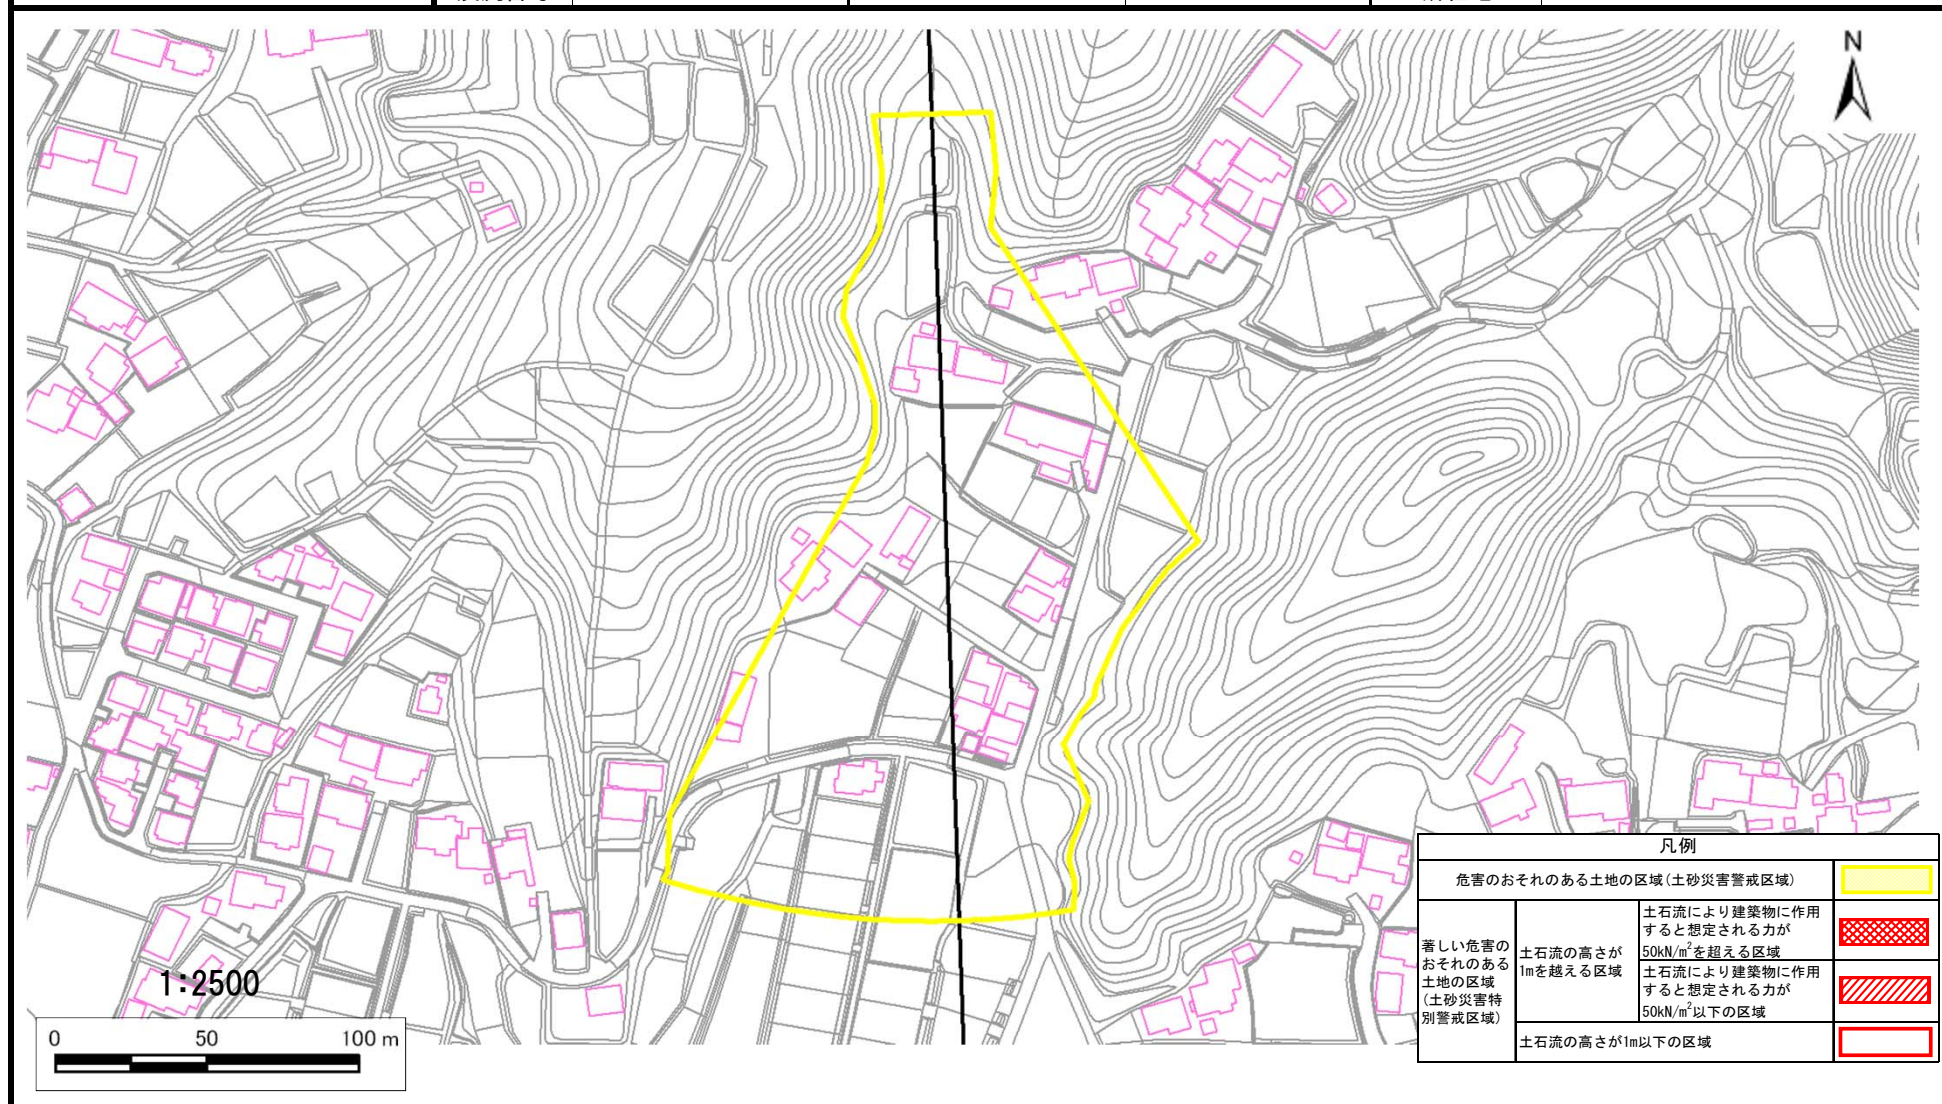 N
凡例
危害のおそれのある土地の区域(土砂災害警戒区域)
著しい危害の
おそれのある
土地の区域
(土砂災害特
別警戒区域)
土石流の高さが
1mを越える区域
土石流により建築物に作用
すると想定される力が
50kN/m²を超える区域
土石流により建築物に作用
すると想定される力が
50kN/m²以下の区域
土石流の高さが1m以下の区域
1:2500
0 50 100 m